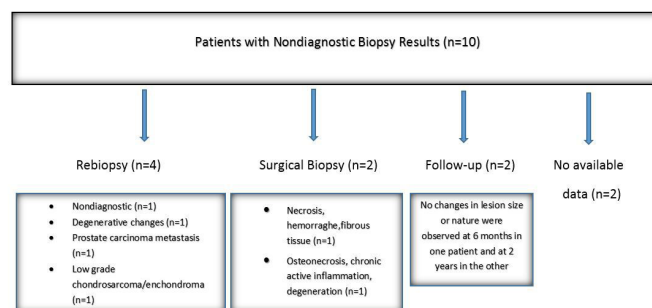 Patients with Nondiagnostic Biopsy Results (n=10)
Rebiopsy (n=4)
Surgical Biopsy (n=2)
Follow-up (n=2)
No available
data (n=2)
• Nondiagnostic (n=1)
• Degenerative changes (n=1)
• Prostate carcinoma metastasis
(n=1)
• Low grade
chondrosarcoma/enchondroma
(n=1)
• Necrosis,
hemorraghe,fibrous
tissue (n=1)
• Osteonecrosis, chronic
active inflammation,
degeneration (n=1)
No changes in lesion size
or nature were
observed at 6 months in
one patient and at 2
years in the other